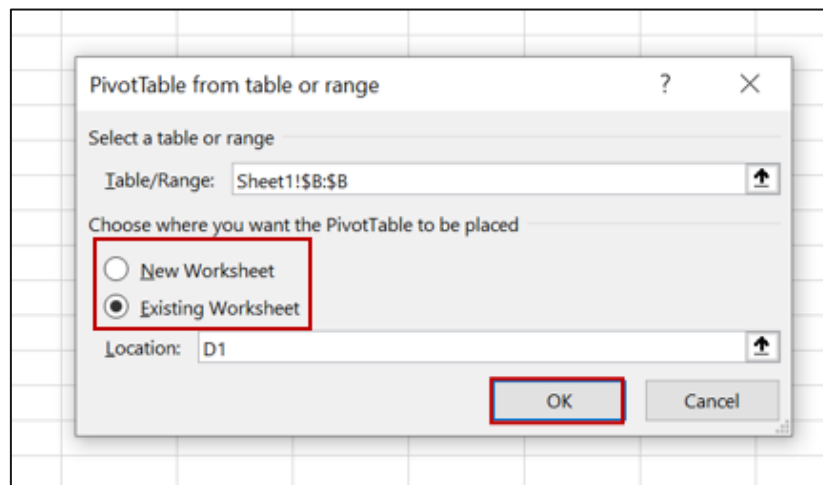 PivotTable from table or range ?
Select a table or range
Table/Range: Sheet1!$B:$B
Choose where you want the PivotTable to be placed
New Worksheet
Existing Worksheet
Location: D1
OK Cancel